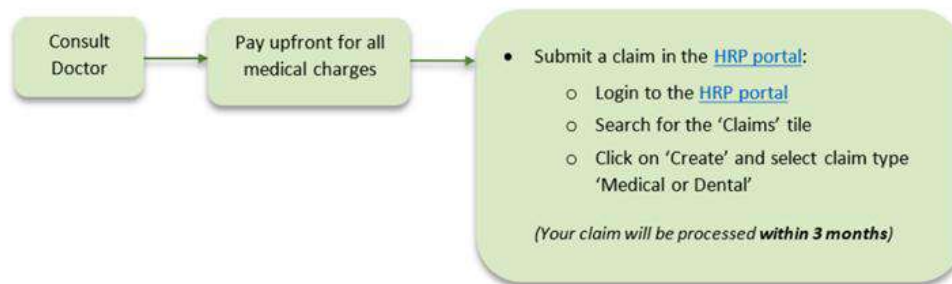 Consult
Doctor
Pay upfront for all
medical charges
• Submit a claim in the HRP portal:
o Login to the HRP portal
o Search for the ‘Claims’ tile
o Click on ‘Create’ and select claim type
‘Medical or Dental’
(Your claim will be processed within 3 months)